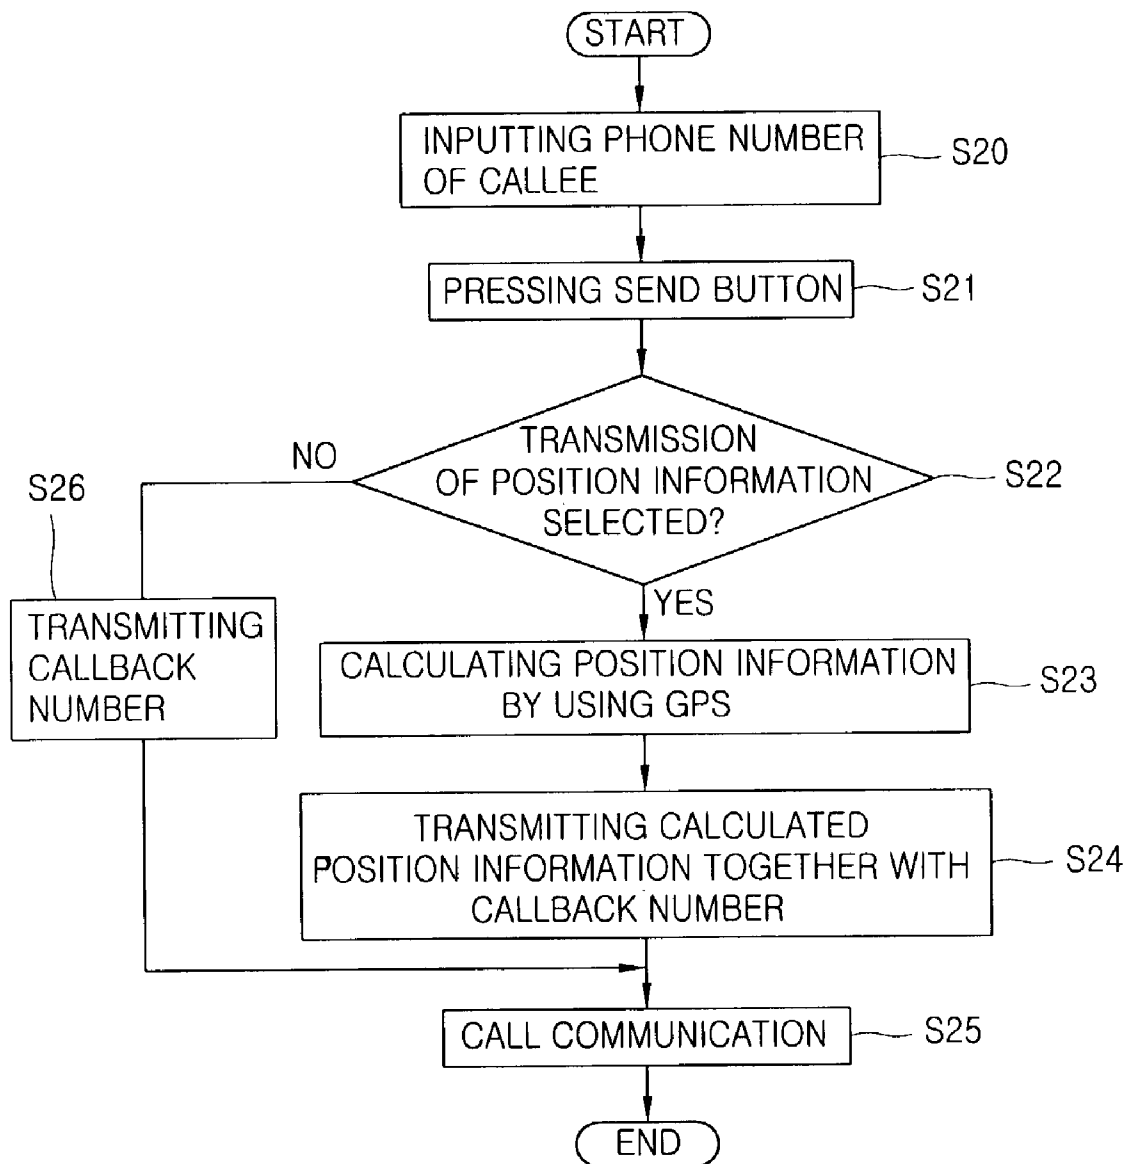 START
INPUTTING PHONE NUMBER
OF CALLEE
S20
PRESSING SEND BUTTON
S21
TRANSMISSION
OF POSITION INFORMATION
SELECTED?
S22
NO
S26
YES
TRANSMITTING
CALLBACK
NUMBER
CALCULATING POSITION INFORMATION
BY USING GPS
S23
TRANSMITTING CALCULATED
POSITION INFORMATION TOGETHER WITH
CALLBACK NUMBER
S24
CALL COMMUNICATION
S25
END